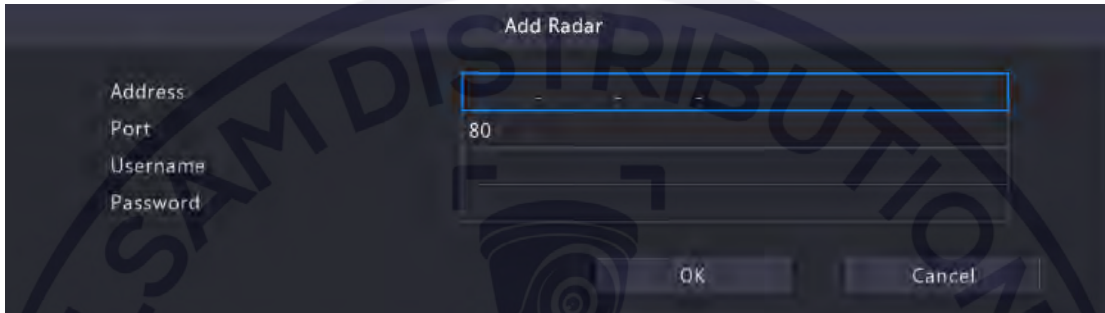 Add Radar
Address
Port 80
Username
Password
OK Cancel
SAM DISTRIBUTION